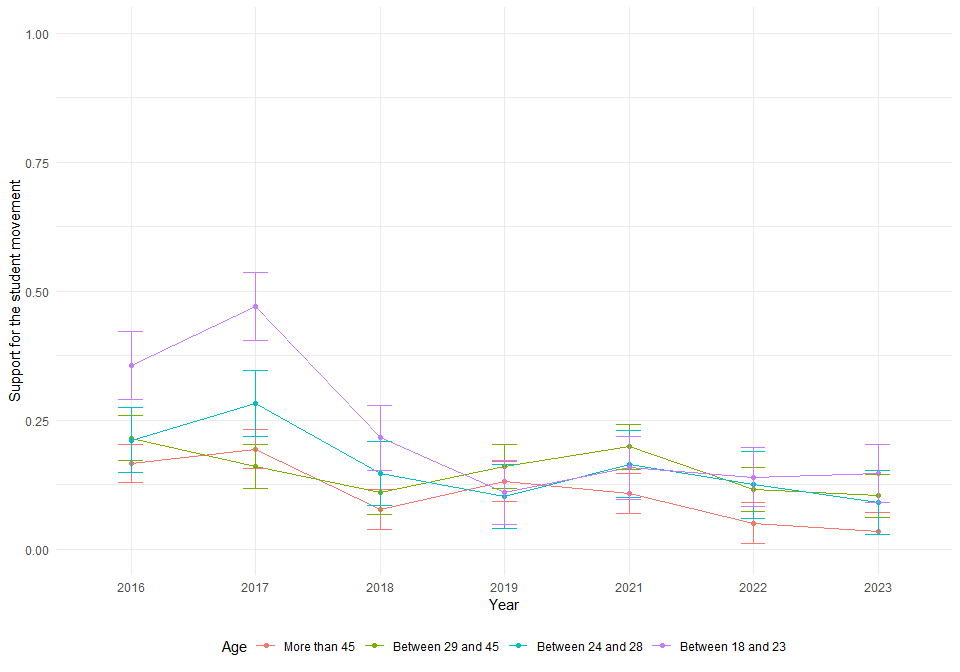 1.00
0.75
0.50
0.25
0.00
Support for the student movement
2016 2017 2018 2019 2021 2022 2023
Year
Age More than 45 Between 29 and 45 Between 24 and 28 Between 18 and 23